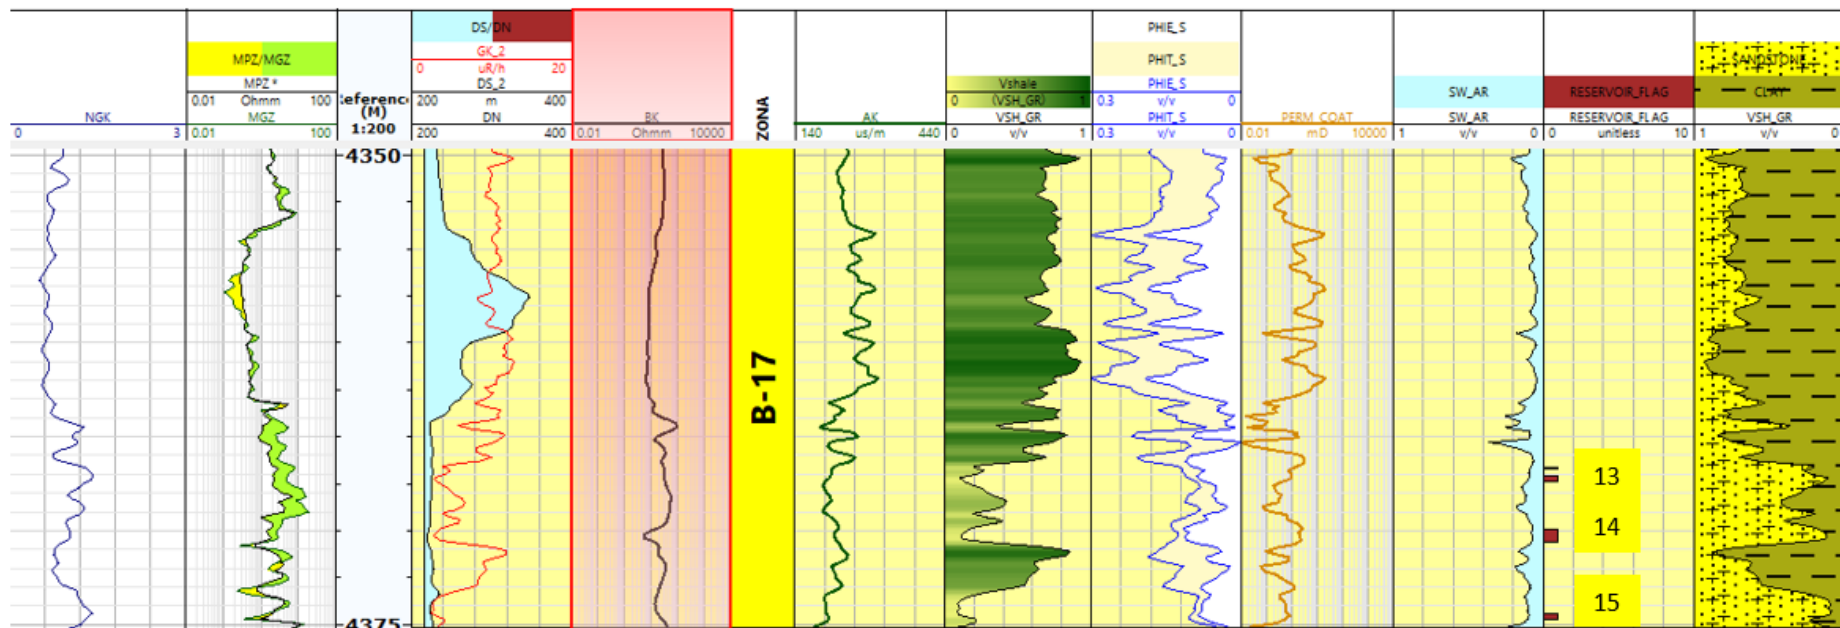 DS/DN
PHIE_S
GK_2
MPZ/MGZ
0 uR/h 20
PHIT_S
SANDSTONE
MPZ *
DS_2
Vshale
PHIE_S
SW_AR
RESERVOIR_FLAG
CLAY
0.01 Ohmm 100
200 m 400
0 (VSH_GR) 1
0.3 v/v 0
NGK
MGZ
(M)
DN
BK
ZONA
AK
VSH_GR
PHIT_S
PERM_COAT
SW_AR
RESERVOIR_FLAG
VSH_GR
0 3
0.01 100
1:200
200 400
0.01 Ohmm 10000
140 us/m 440
0 v/v 1
0.3 v/v 0
0.01 mD 10000
1 v/v 0
0 unitless 10
1 v/v 0
4350
B-17
13
14
15
4375